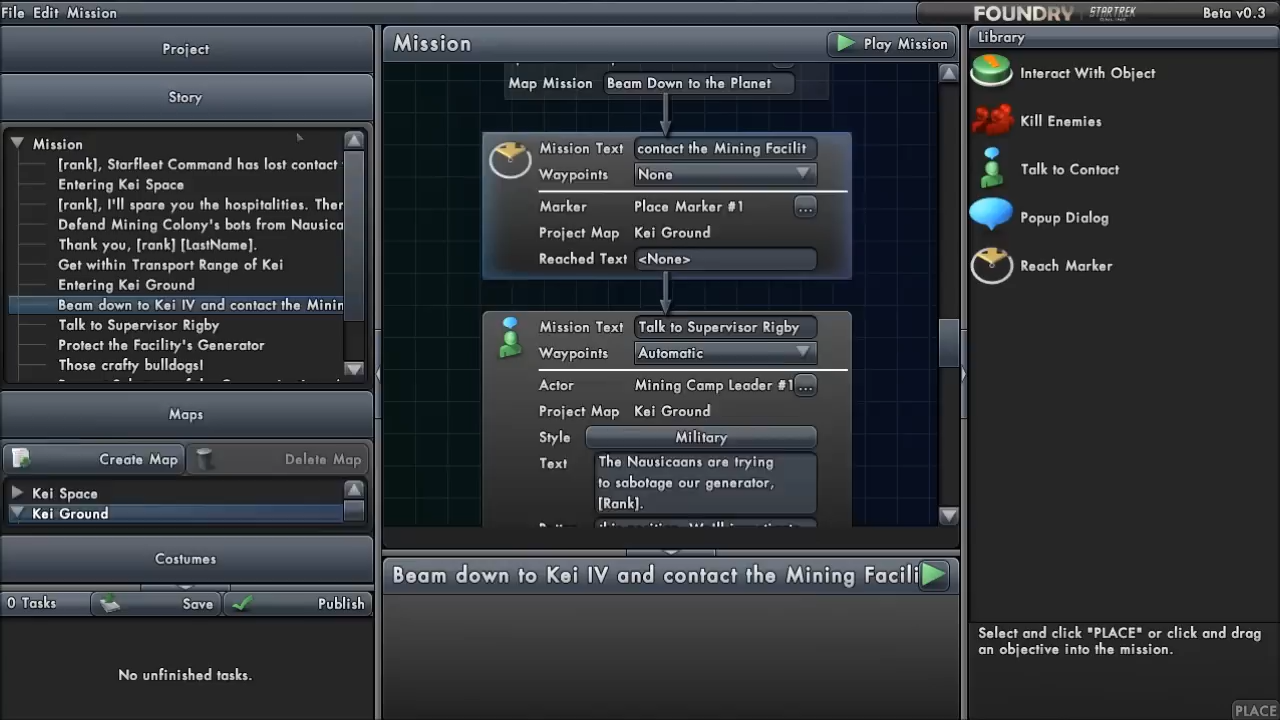 File Edit Mission
FOUNDRY STAR TREK
Beta v0.3
Project
Story
Mission
[rank], Starfleet Command has lost contact
Entering Kei Space
[rank], I'll spare you the hospitalities. Ther
Defend Mining Colony's bots from Nausica
Thank you, [rank] [LastName].
Get within Transport Range of Kei
Entering Kei Ground
Beam down to Kei IV and contact the Minin
Talk to Supervisor Rigby
Protect the Facility's Generator
Those crafty bulldogs!
Maps
Create Map
Delete Map
Kei Space
Kei Ground
Costumes
0 Tasks
Save
Publish
No unfinished tasks.
Mission
Play Mission
Map Mission Beam Down to the Planet
Mission Text contact the Mining Facilit
Waypoints None
Marker Place Marker #1 ...
Project Map Kei Ground
Reached Text <None>
Mission Text Talk to Supervisor Rigby
Waypoints Automatic
Actor Mining Camp Leader #1 ...
Project Map Kei Ground
Style Military
Text The Nausicaans are trying
to sabotage our generator,
[Rank].
Beam down to Kei IV and contact the Mining Facili
Library
Interact With Object
Kill Enemies
Talk to Contact
Popup Dialog
Reach Marker
Select and click "PLACE" or click and drag
an objective into the mission.
PLACE